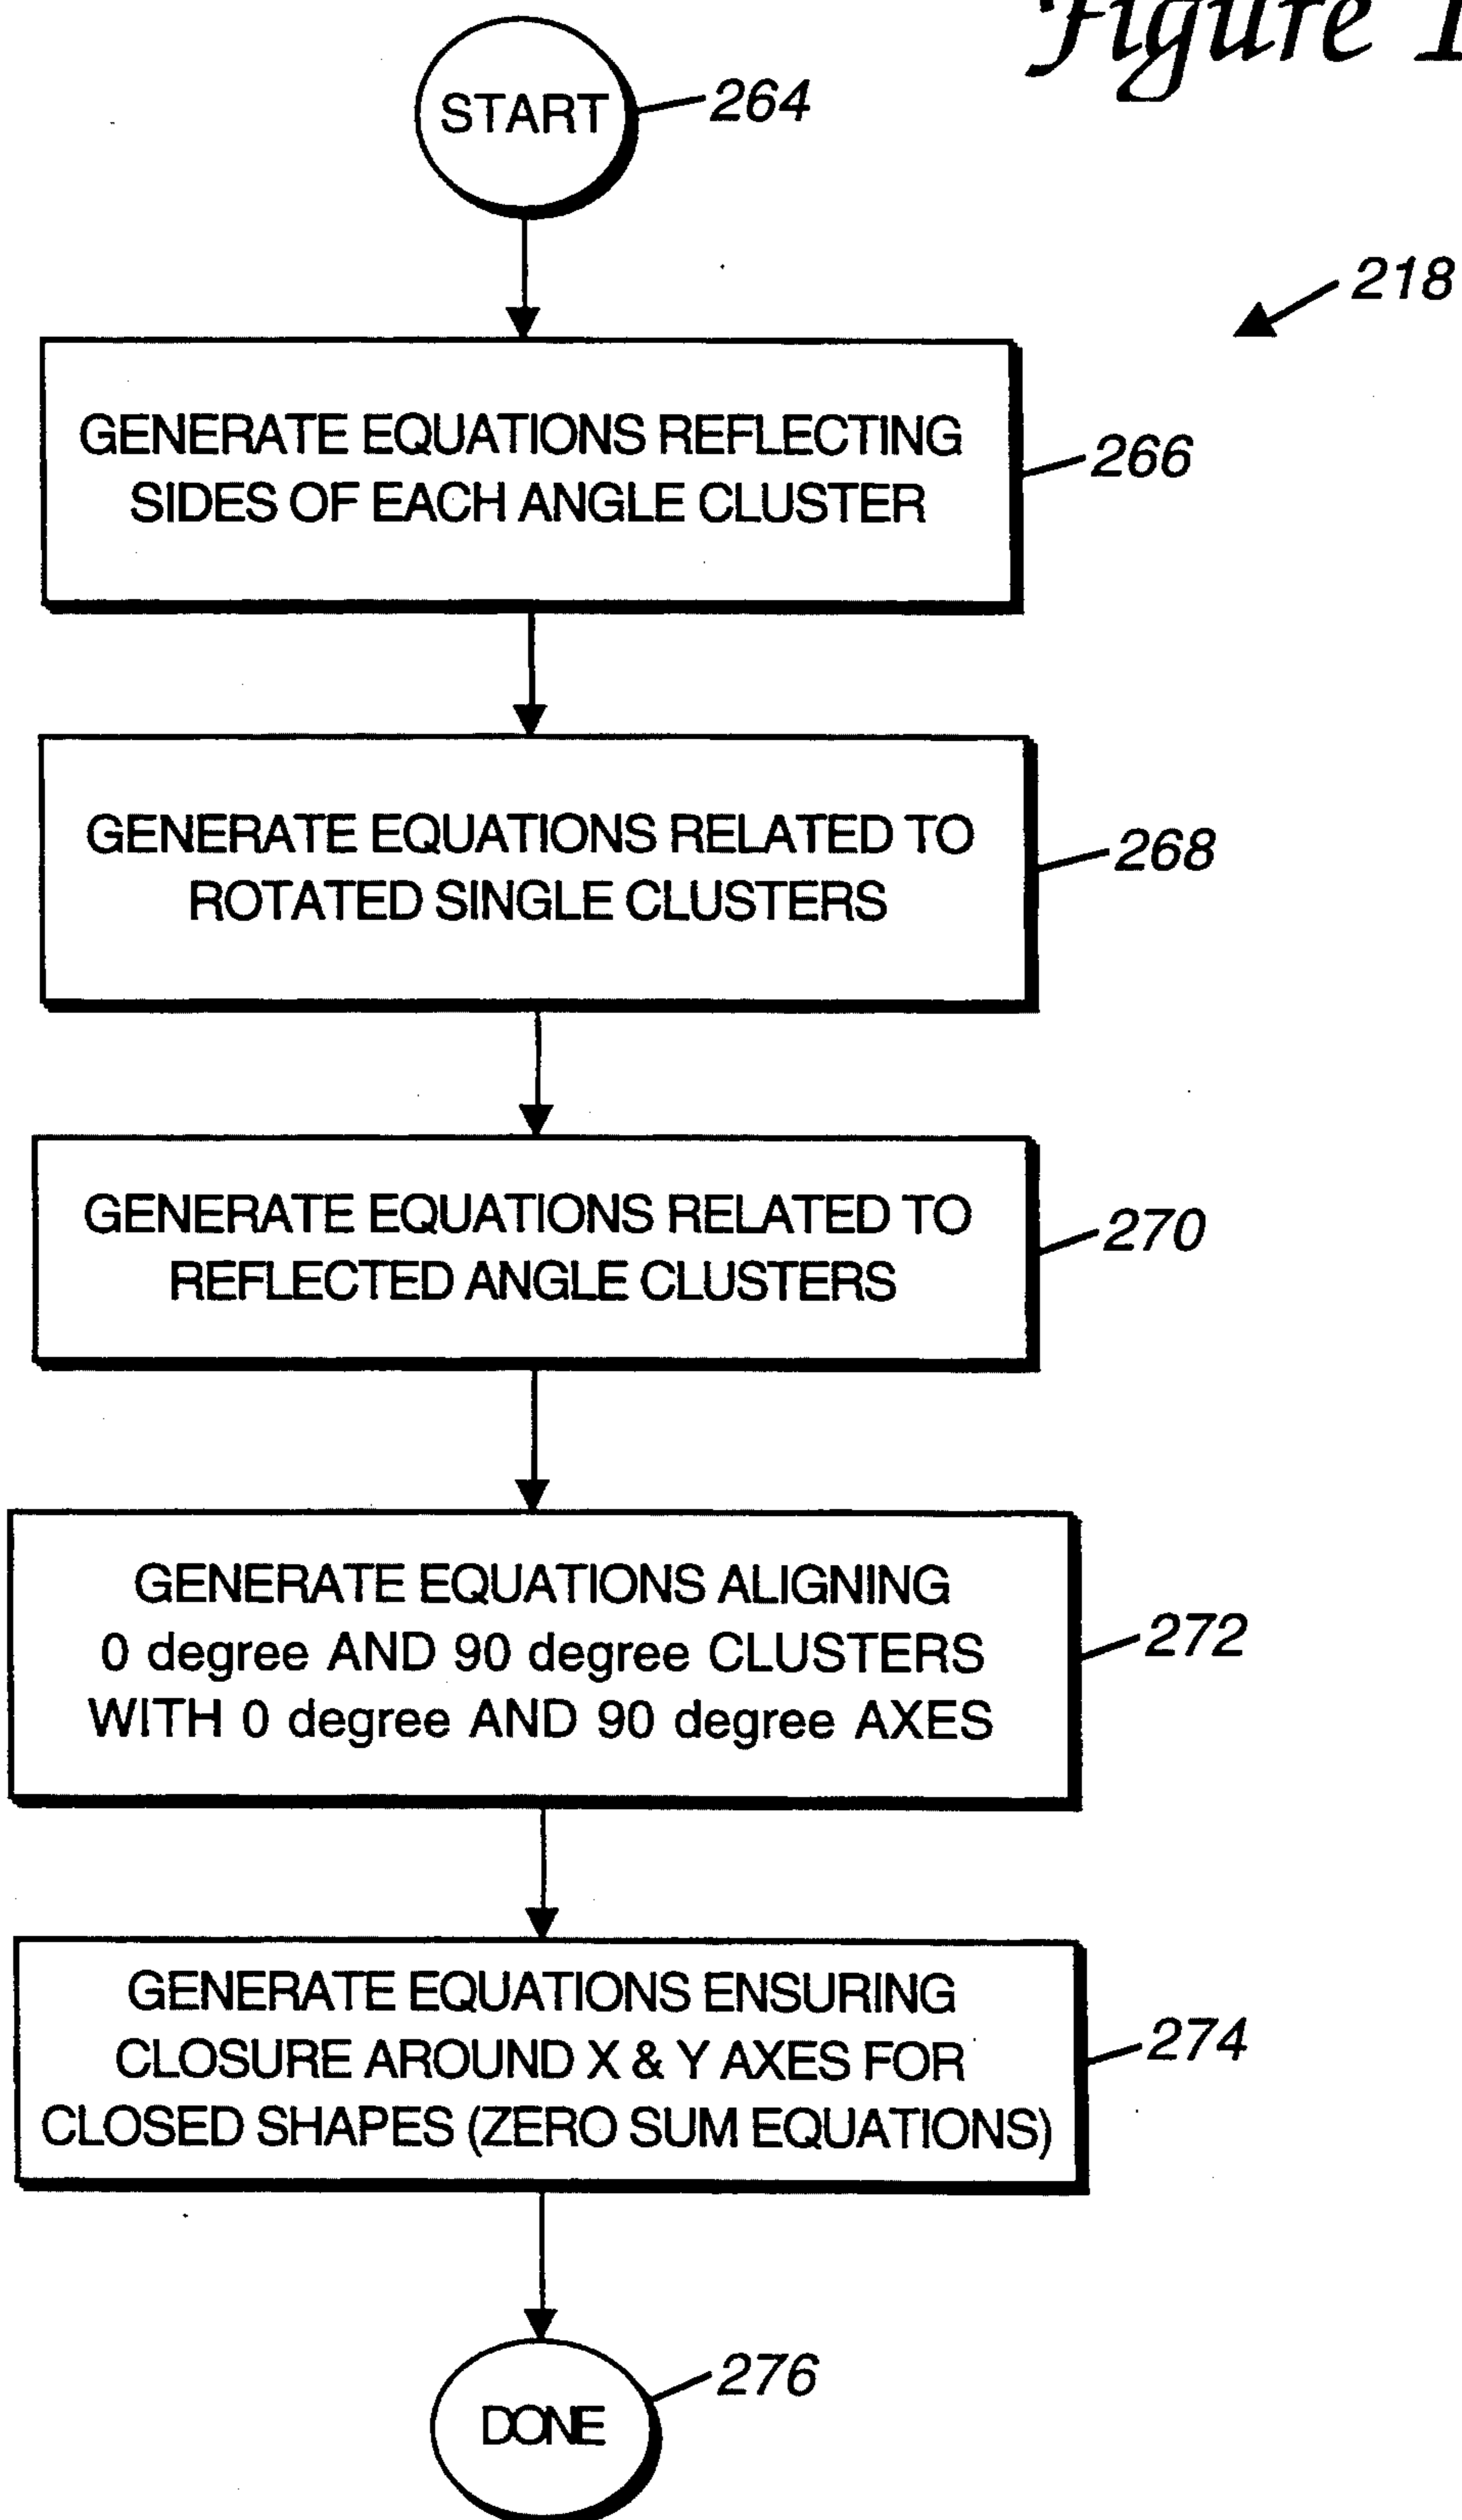 Figure
START
264
218
GENERATE EQUATIONS REFLECTING
SIDES OF EACH ANGLE CLUSTER
266
GENERATE EQUATIONS RELATED TO
ROTATED SINGLE CLUSTERS
268
GENERATE EQUATIONS RELATED TO
REFLECTED ANGLE CLUSTERS
270
GENERATE EQUATIONS ALIGNING
0 degree AND 90 degree CLUSTERS
WITH 0 degree AND 90 degree AXES
272
GENERATE EQUATIONS ENSURING
CLOSURE AROUND X & Y AXES FOR
CLOSED SHAPES (ZERO SUM EQUATIONS)
274
DONE
276